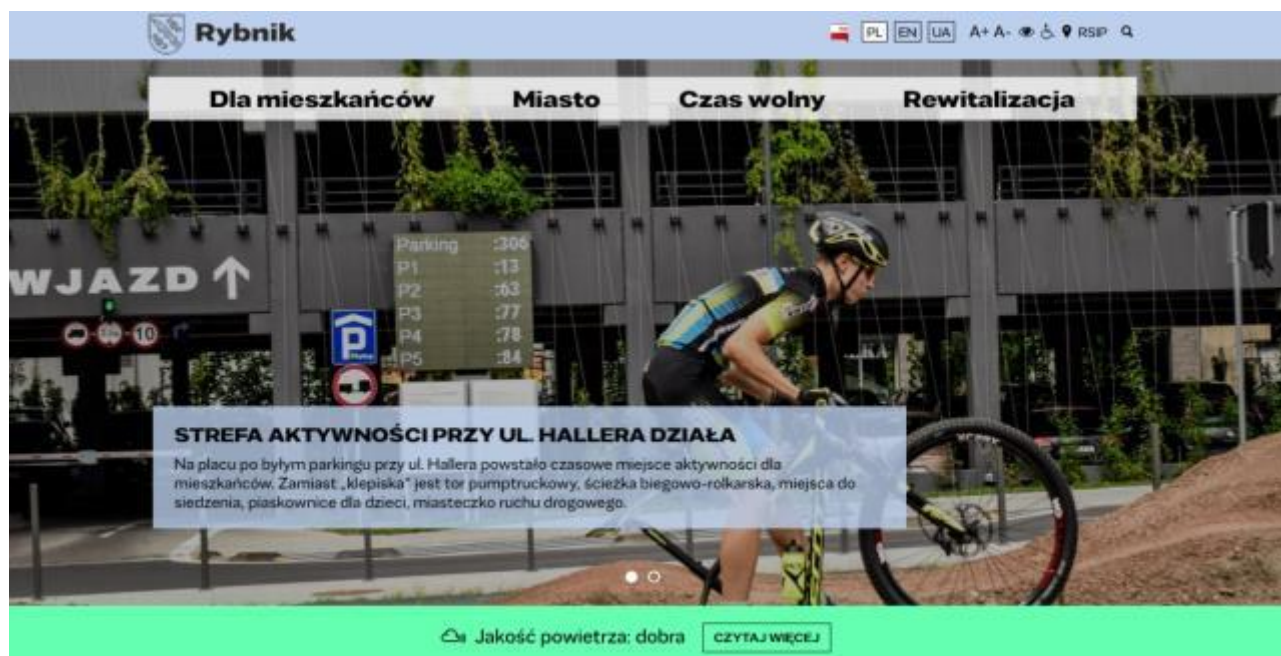 Rybnik
PL EN UA A+ A- RSIP
Dla mieszkańców Miasto Czas wolny Rewitalizacja
WJAZD
Parking :306
P1 :13
P2 :63
P3 :77
P4 :78
P5 :84
10
P
STREFA AKTYWNOŚCI PRZY UL. HALLERA DZIAŁA
Na placu po byłym parkingu przy ul. Hallera powstało czasowe miejsce aktywności dla
mieszkańców. Zamiast „klepiska" jest tor pumptruckowy, ścieżka biegowo-rolkarska, miejsca do
siedzenia, piaskownice dla dzieci, miasteczko ruchu drogowego.
Jakość powietrza: dobra CZYTAJ WIĘCEJ